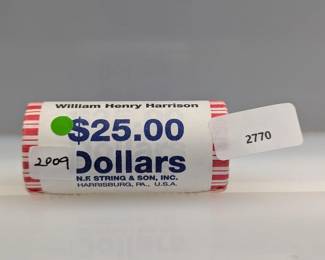 William Henry Harrison
$25.00
2009
Dollars
N.F. STRING & SON, INC.
HARRISBURG, PA., U.S.A.
2770